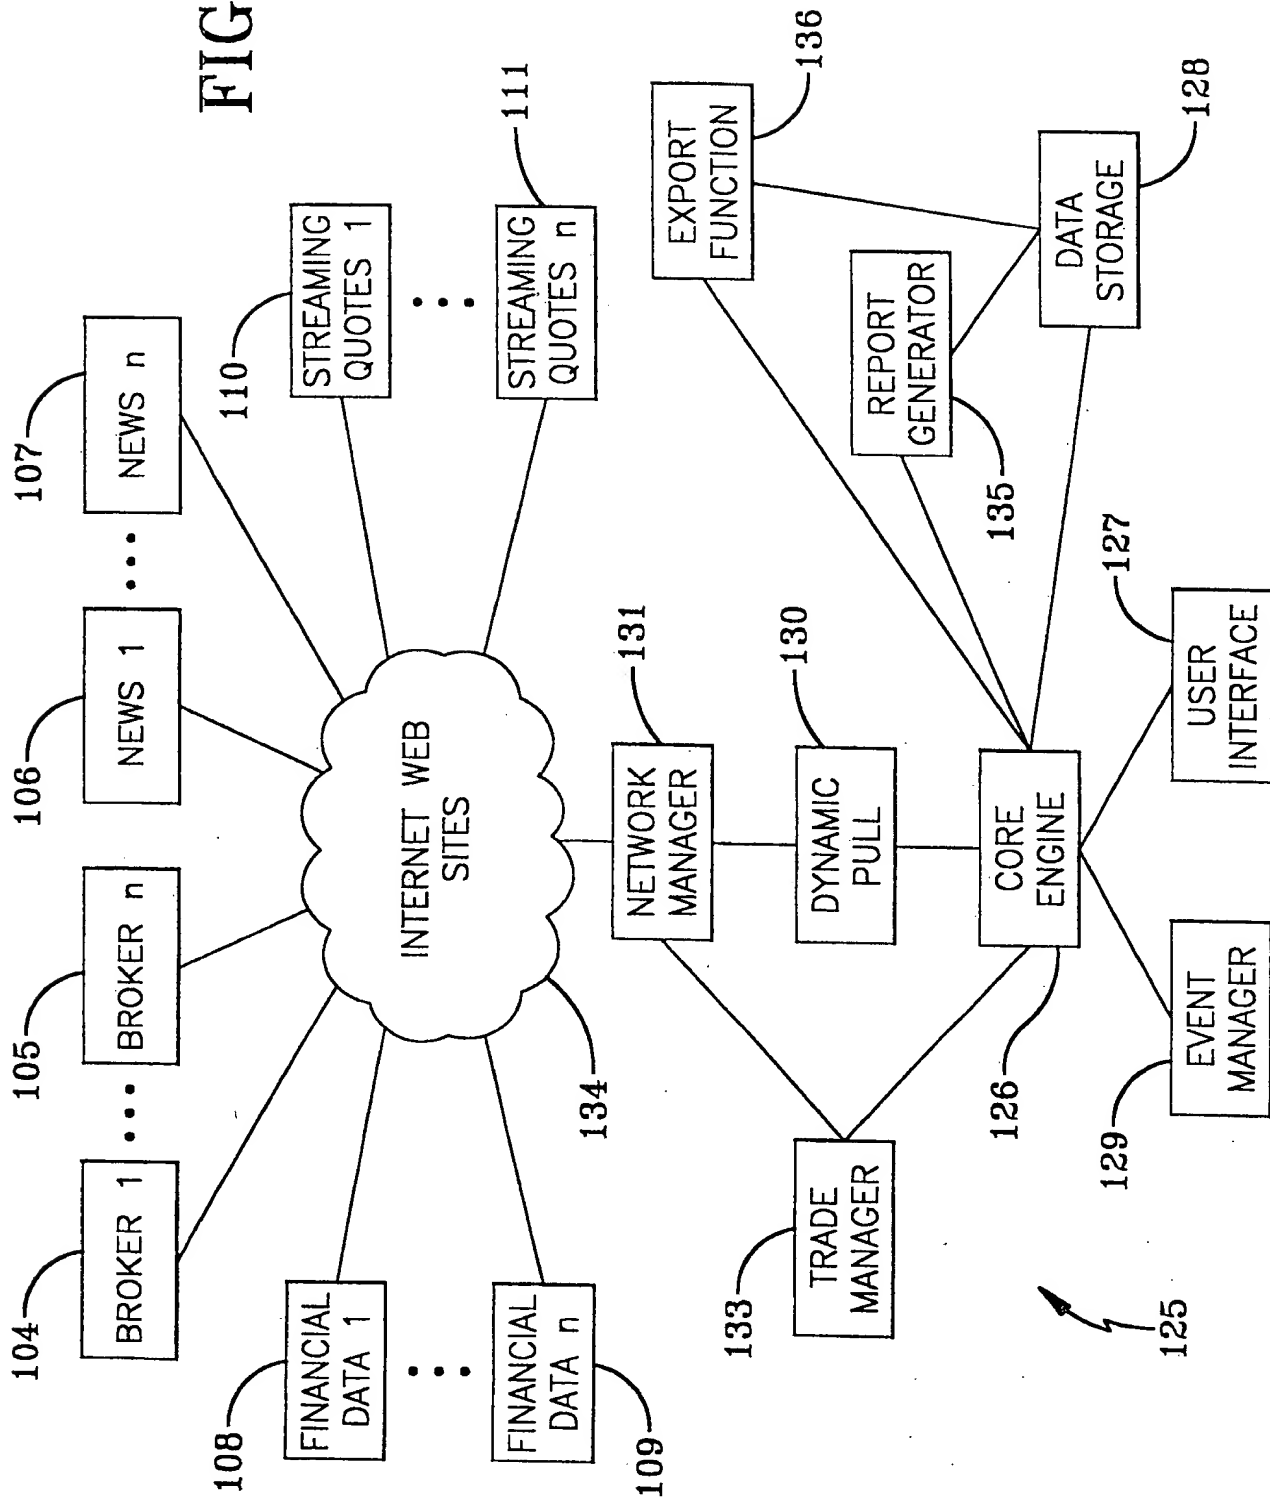 FIG
104
BROKER 1
105
BROKER n
106
NEWS 1
107
NEWS n
108
FINANCIAL
DATA 1
110
STREAMING
QUOTES 1
109
FINANCIAL
DATA n
111
STREAMING
QUOTES n
INTERNET WEB
SITES
134
131
NETWORK
MANAGER
136
EXPORT
FUNCTION
133
TRADE
MANAGER
130
DYNAMIC
PULL
135
REPORT
GENERATOR
126
CORE
ENGINE
128
DATA
STORAGE
129
EVENT
MANAGER
127
USER
INTERFACE
125